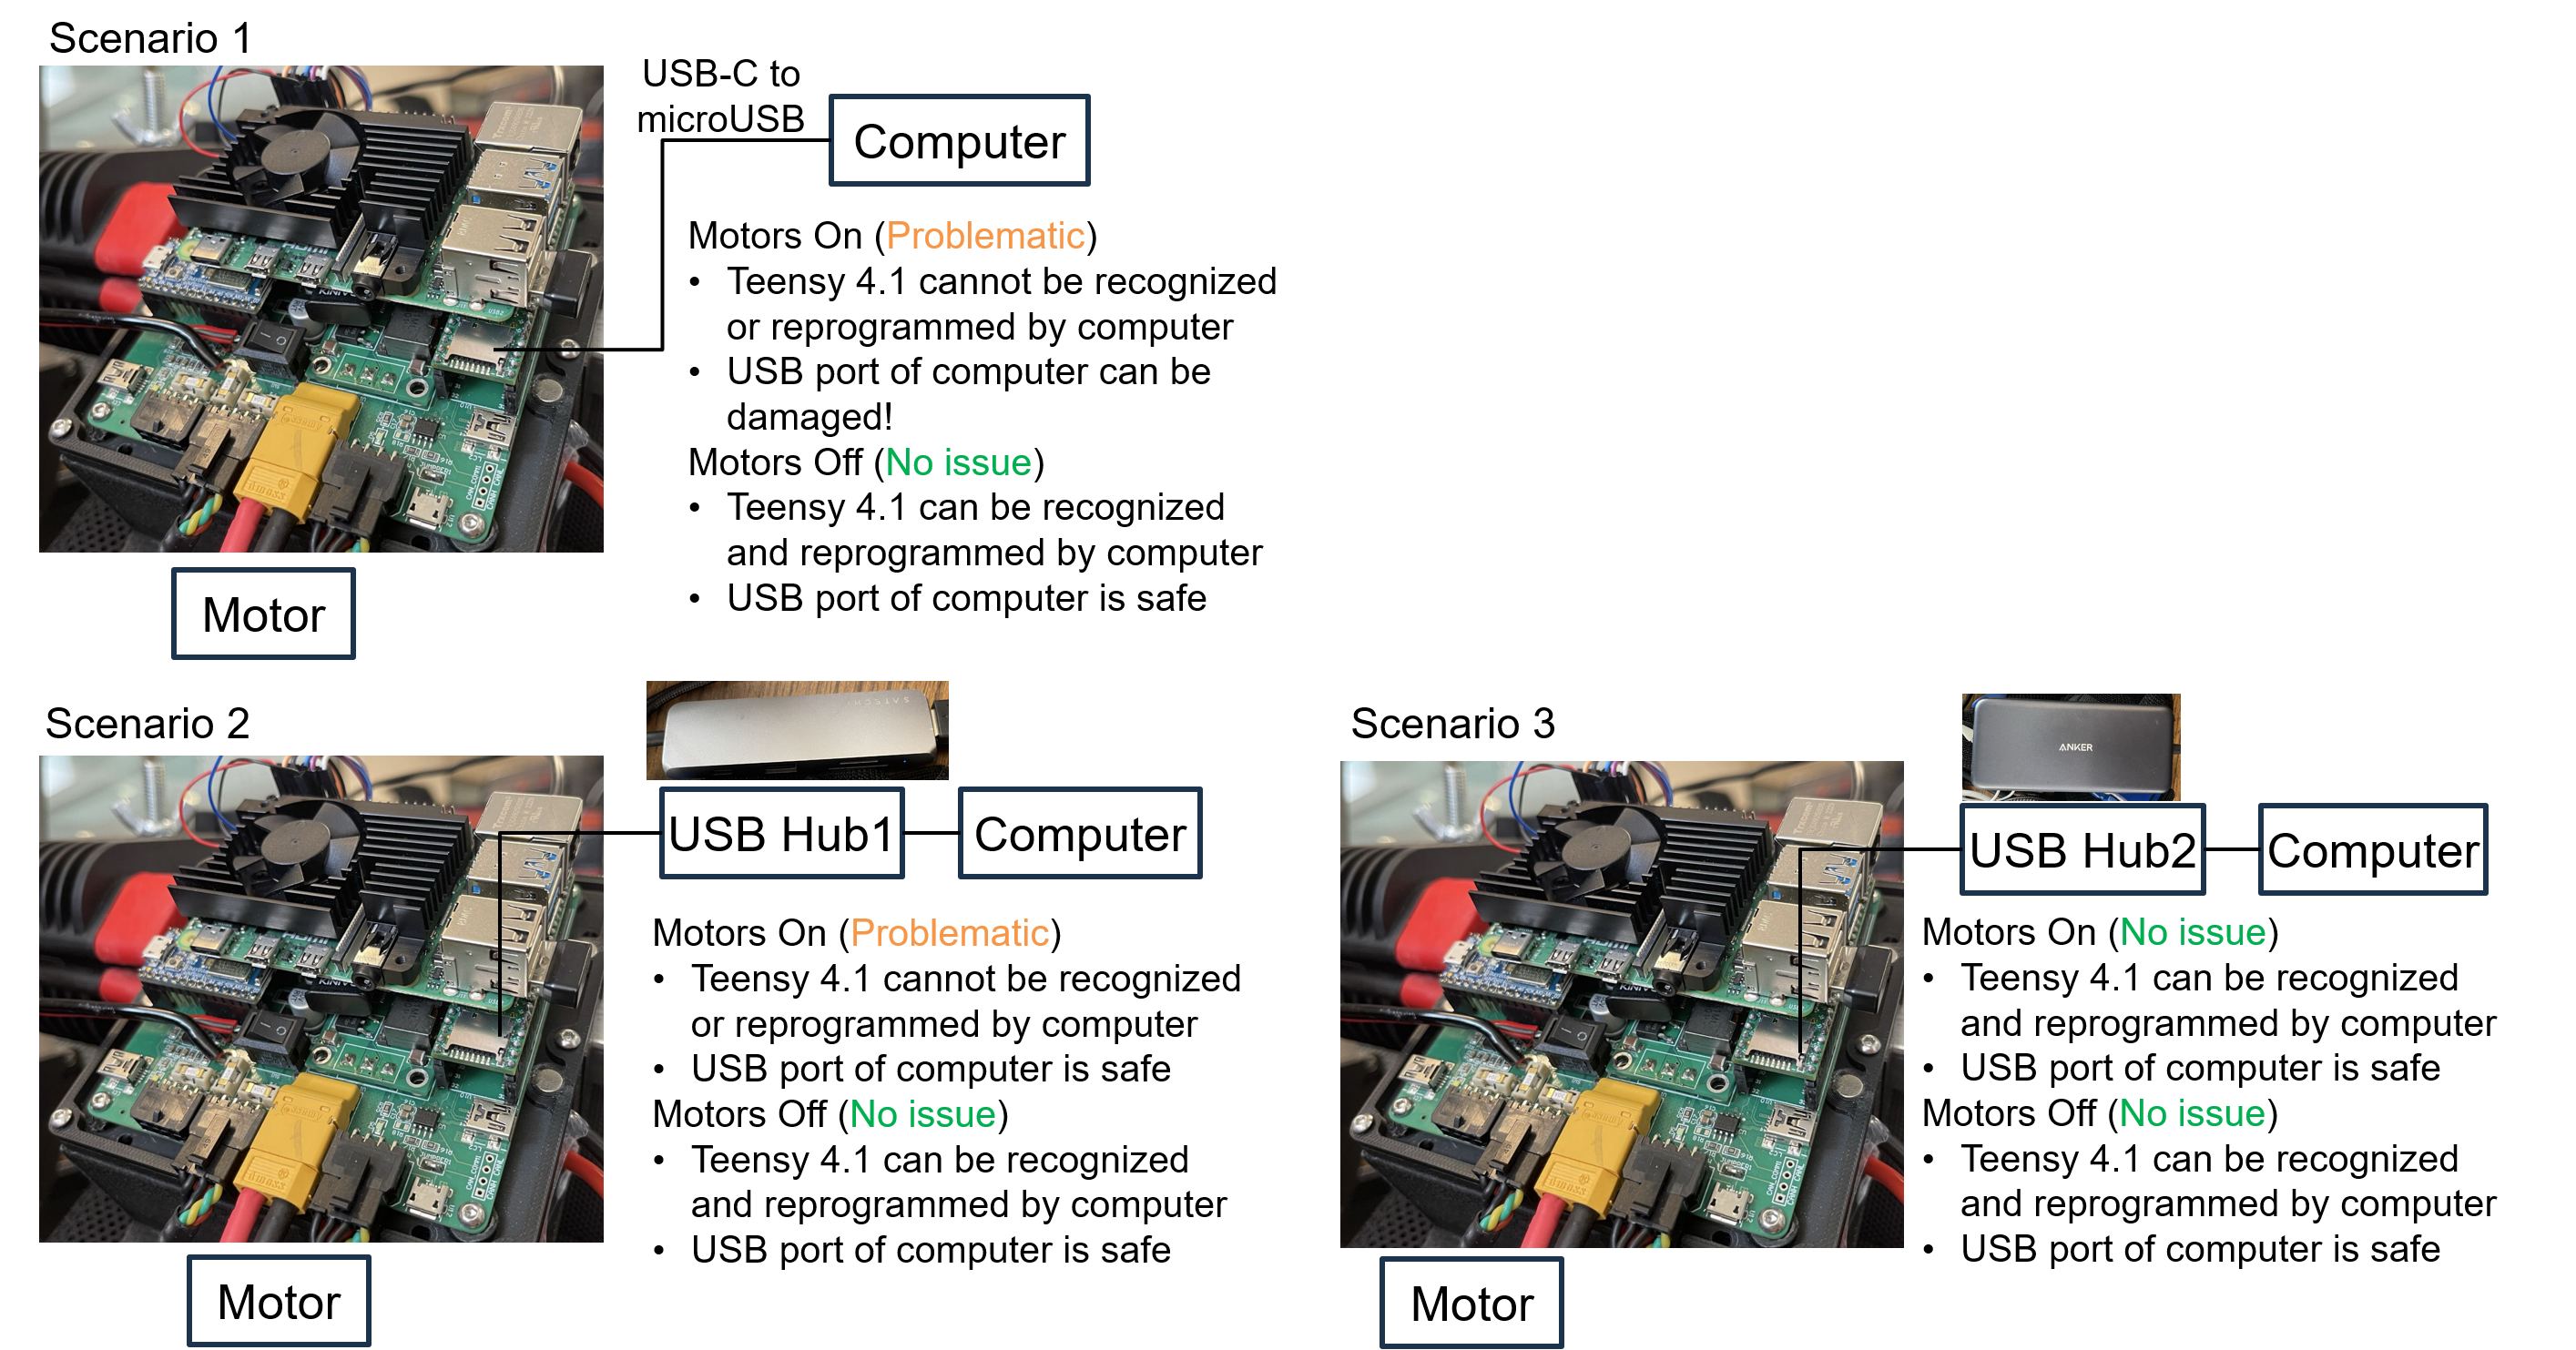 Scenario 1
USB-C to
microUSB
Computer
Motors On (Problematic)
• Teensy 4.1 cannot be recognized
or reprogrammed by computer
• USB port of computer can be
damaged!
Motors Off (No issue)
• Teensy 4.1 can be recognized
and reprogrammed by computer
• USB port of computer is safe
Motor
Scenario 2
SATECHI
USB Hub1
Computer
Motors On (Problematic)
• Teensy 4.1 cannot be recognized
or reprogrammed by computer
• USB port of computer is safe
Motors Off (No issue)
• Teensy 4.1 can be recognized
and reprogrammed by computer
• USB port of computer is safe
Motor
Scenario 3
ANKER
USB Hub2
Computer
Motors On (No issue)
• Teensy 4.1 can be recognized
and reprogrammed by computer
• USB port of computer is safe
Motors Off (No issue)
• Teensy 4.1 can be recognized
and reprogrammed by computer
• USB port of computer is safe
Motor